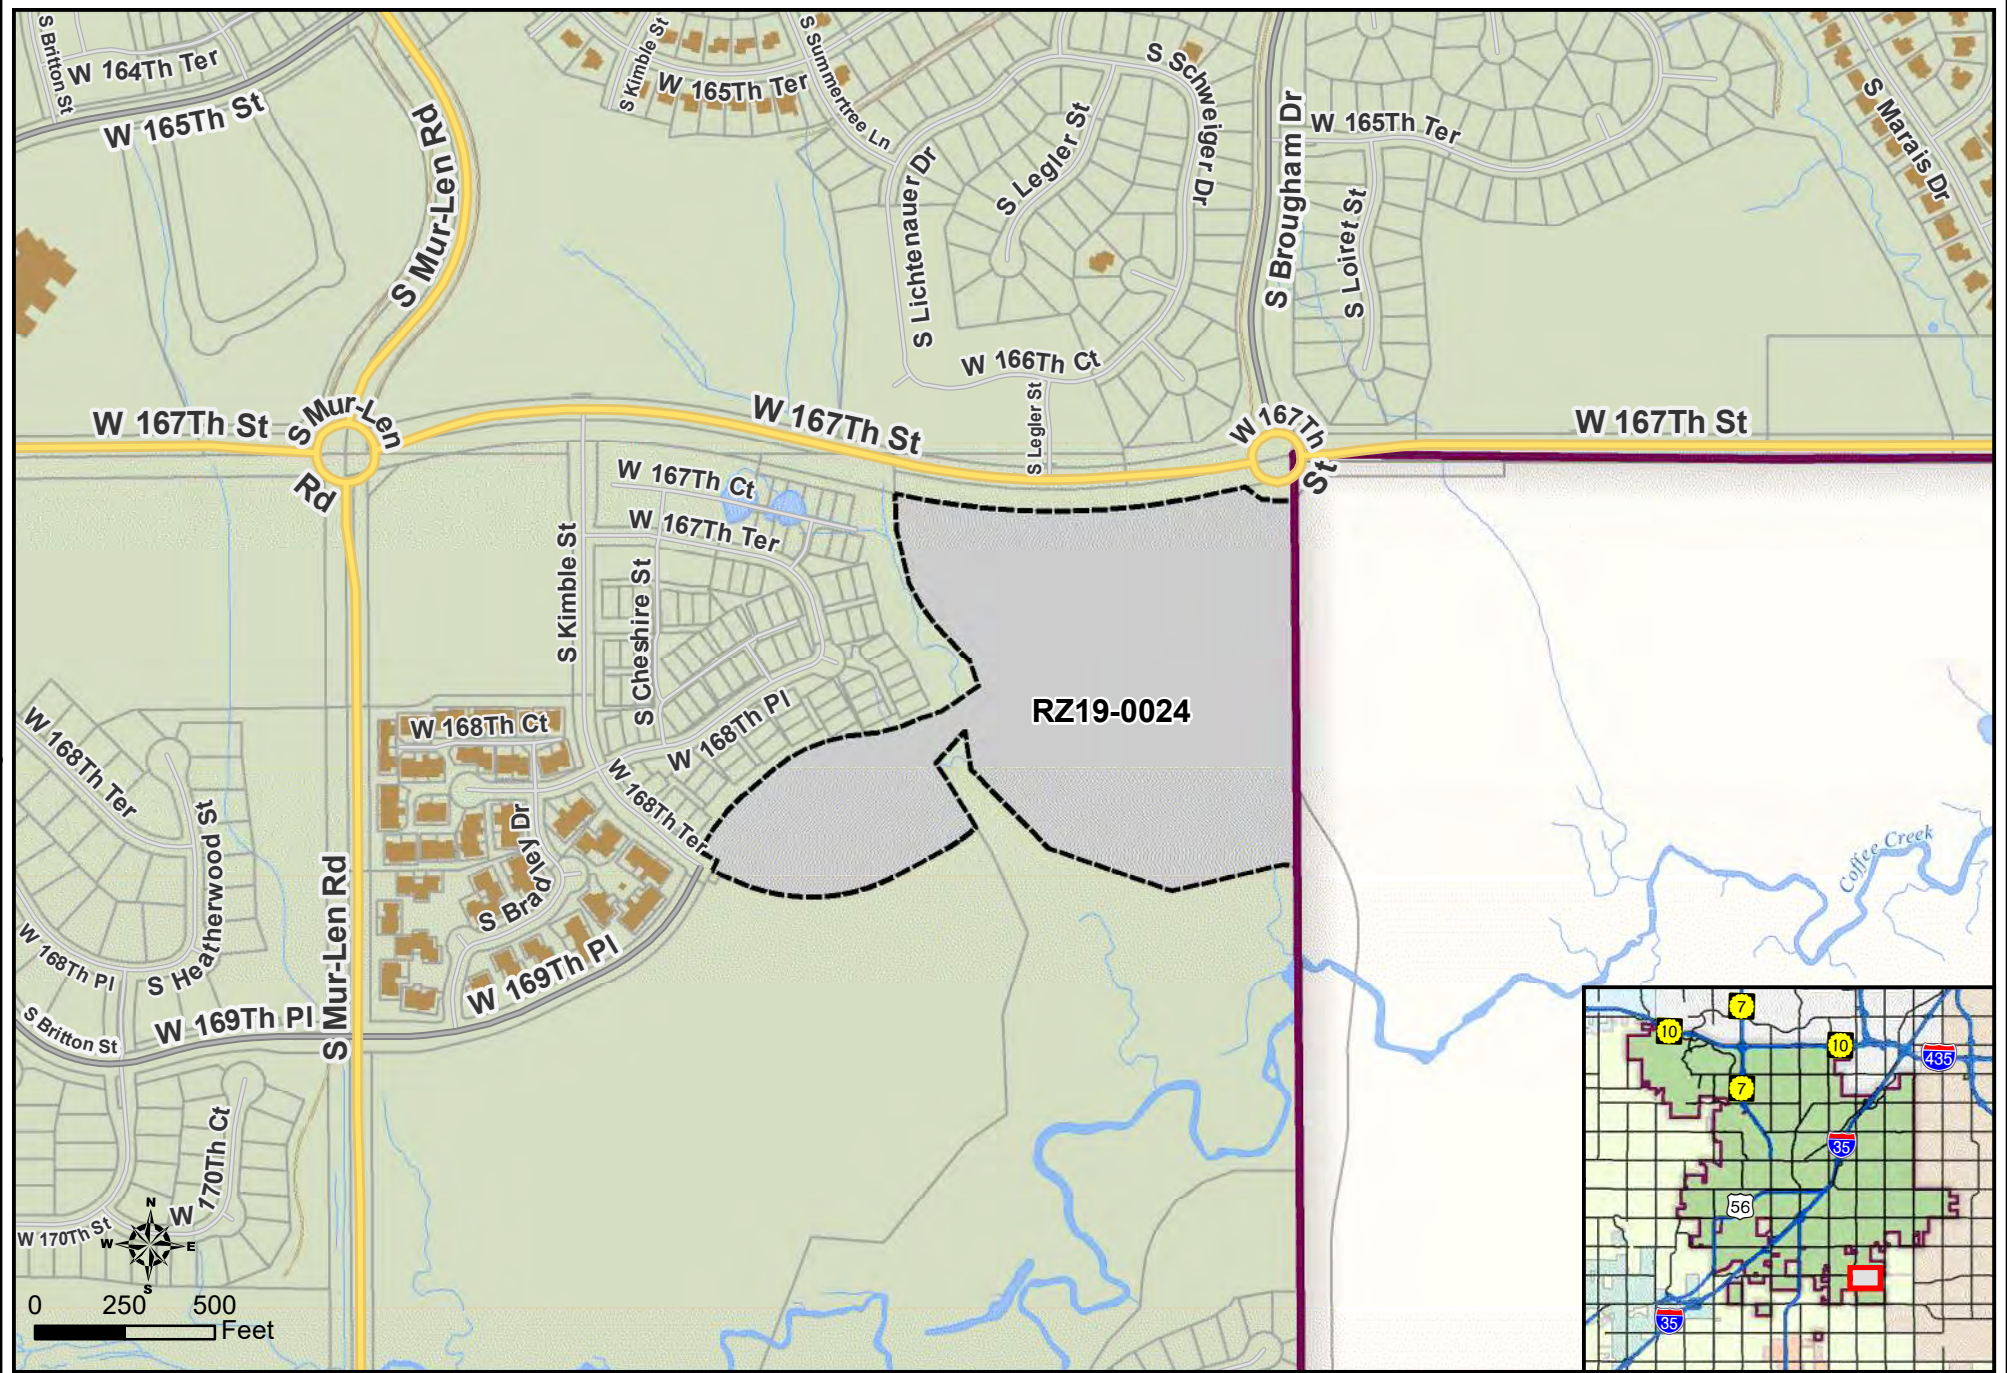 S Britton St
W 164Th Ter
W 165Th St
S Mur-Len Rd
S Kimble St
W 165Th Ter
S Summertree Ln
S Lichtenauer Dr
S Legler St
S Schweiger Dr
S Brougham Dr
W 165Th Ter
S Loiret St
S Marais Dr
W 166Th Ct
S Legler St
W 167Th St
S Mur-Len
Rd
W 167Th St
W 167Th
St
W 167Th St
W 167Th Ct
W 167Th Ter
S Kimble St
S Cheshire St
W 168Th Pl
RZ19-0024
W 168Th Ct
W 168Th Ter
W 168Th Ter
S Bradley Dr
S Heatherwood St
S Mur-Len Rd
W 168Th Pl
W 169Th Pl
S Britton St
W 169Th Pl
W 170Th Ct
W 170Th St
Coffee Creek
N
W
E
S
0
250
500
Feet
7
10
10
435
7
35
56
35